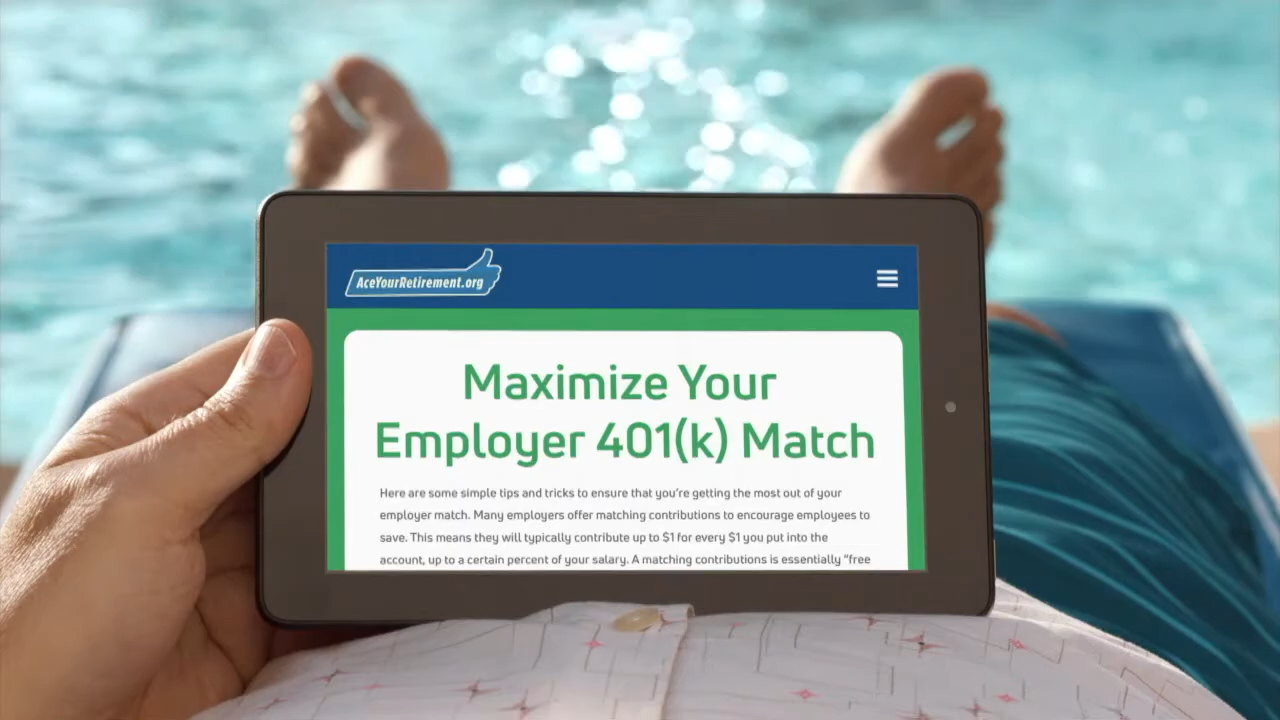 AceYourRetirement.org
Maximize Your
Employer 401(k) Match
Here are some simple tips and tricks to ensure that you're getting the most out of your
employer match. Many employers offer matching contributions to encourage employees to
save. This means they will typically contribute up to $1 for every $1 you put into the
account, up to a certain percent of your salary. A matching contributions is essentially "free